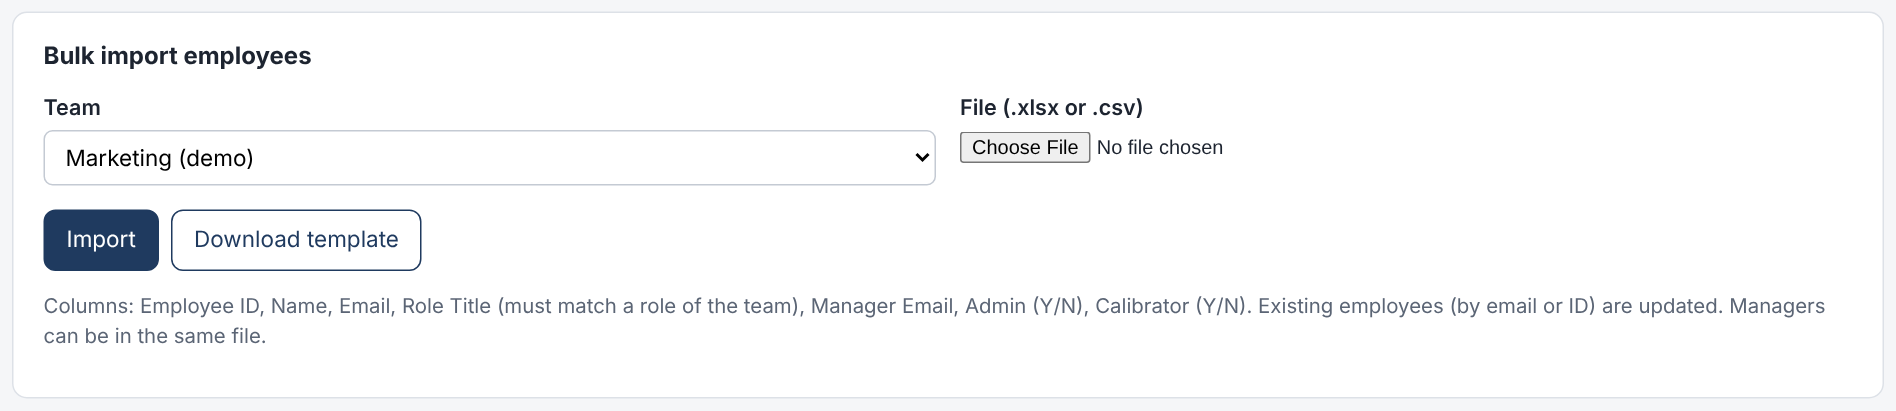 Bulk import employees
Team
File (.xlsx or .csv)
Marketing (demo)
Choose File No file chosen
Import
Download template
Columns: Employee ID, Name, Email, Role Title (must match a role of the team), Manager Email, Admin (Y/N), Calibrator (Y/N). Existing employees (by email or ID) are updated. Managers
can be in the same file.